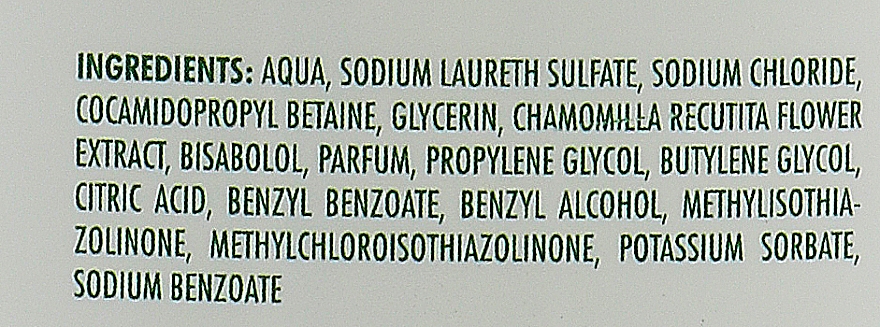 INGREDIENTS: AQUA, SODIUM LAURETH SULFATE, SODIUM CHLORIDE,
COCAMIDOPROPYL BETAINE, GLYCERIN, CHAMOMILLA RECUTITA FLOWER
EXTRACT, BISABOLOL, PARFUM, PROPYLENE GLYCOL, BUTYLENE GLYCOL,
CITRIC ACID, BENZYL BENZOATE, BENZYL ALCOHOL, METHYLISOTHIA-
ZOLINONE, METHYLCHLOROISOTHIAZOLINONE, POTASSIUM SORBATE,
SODIUM BENZOATE